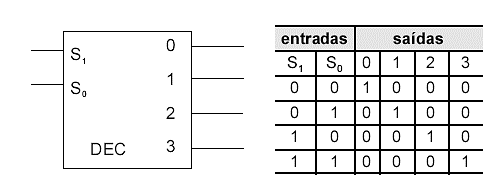 S1 0
S0 1
2
DEC 3
entradas saídas
S1 S0 0 1 2 3
0 0 1 0 0 0
0 1 0 1 0 0
1 0 0 0 1 0
1 1 0 0 0 1